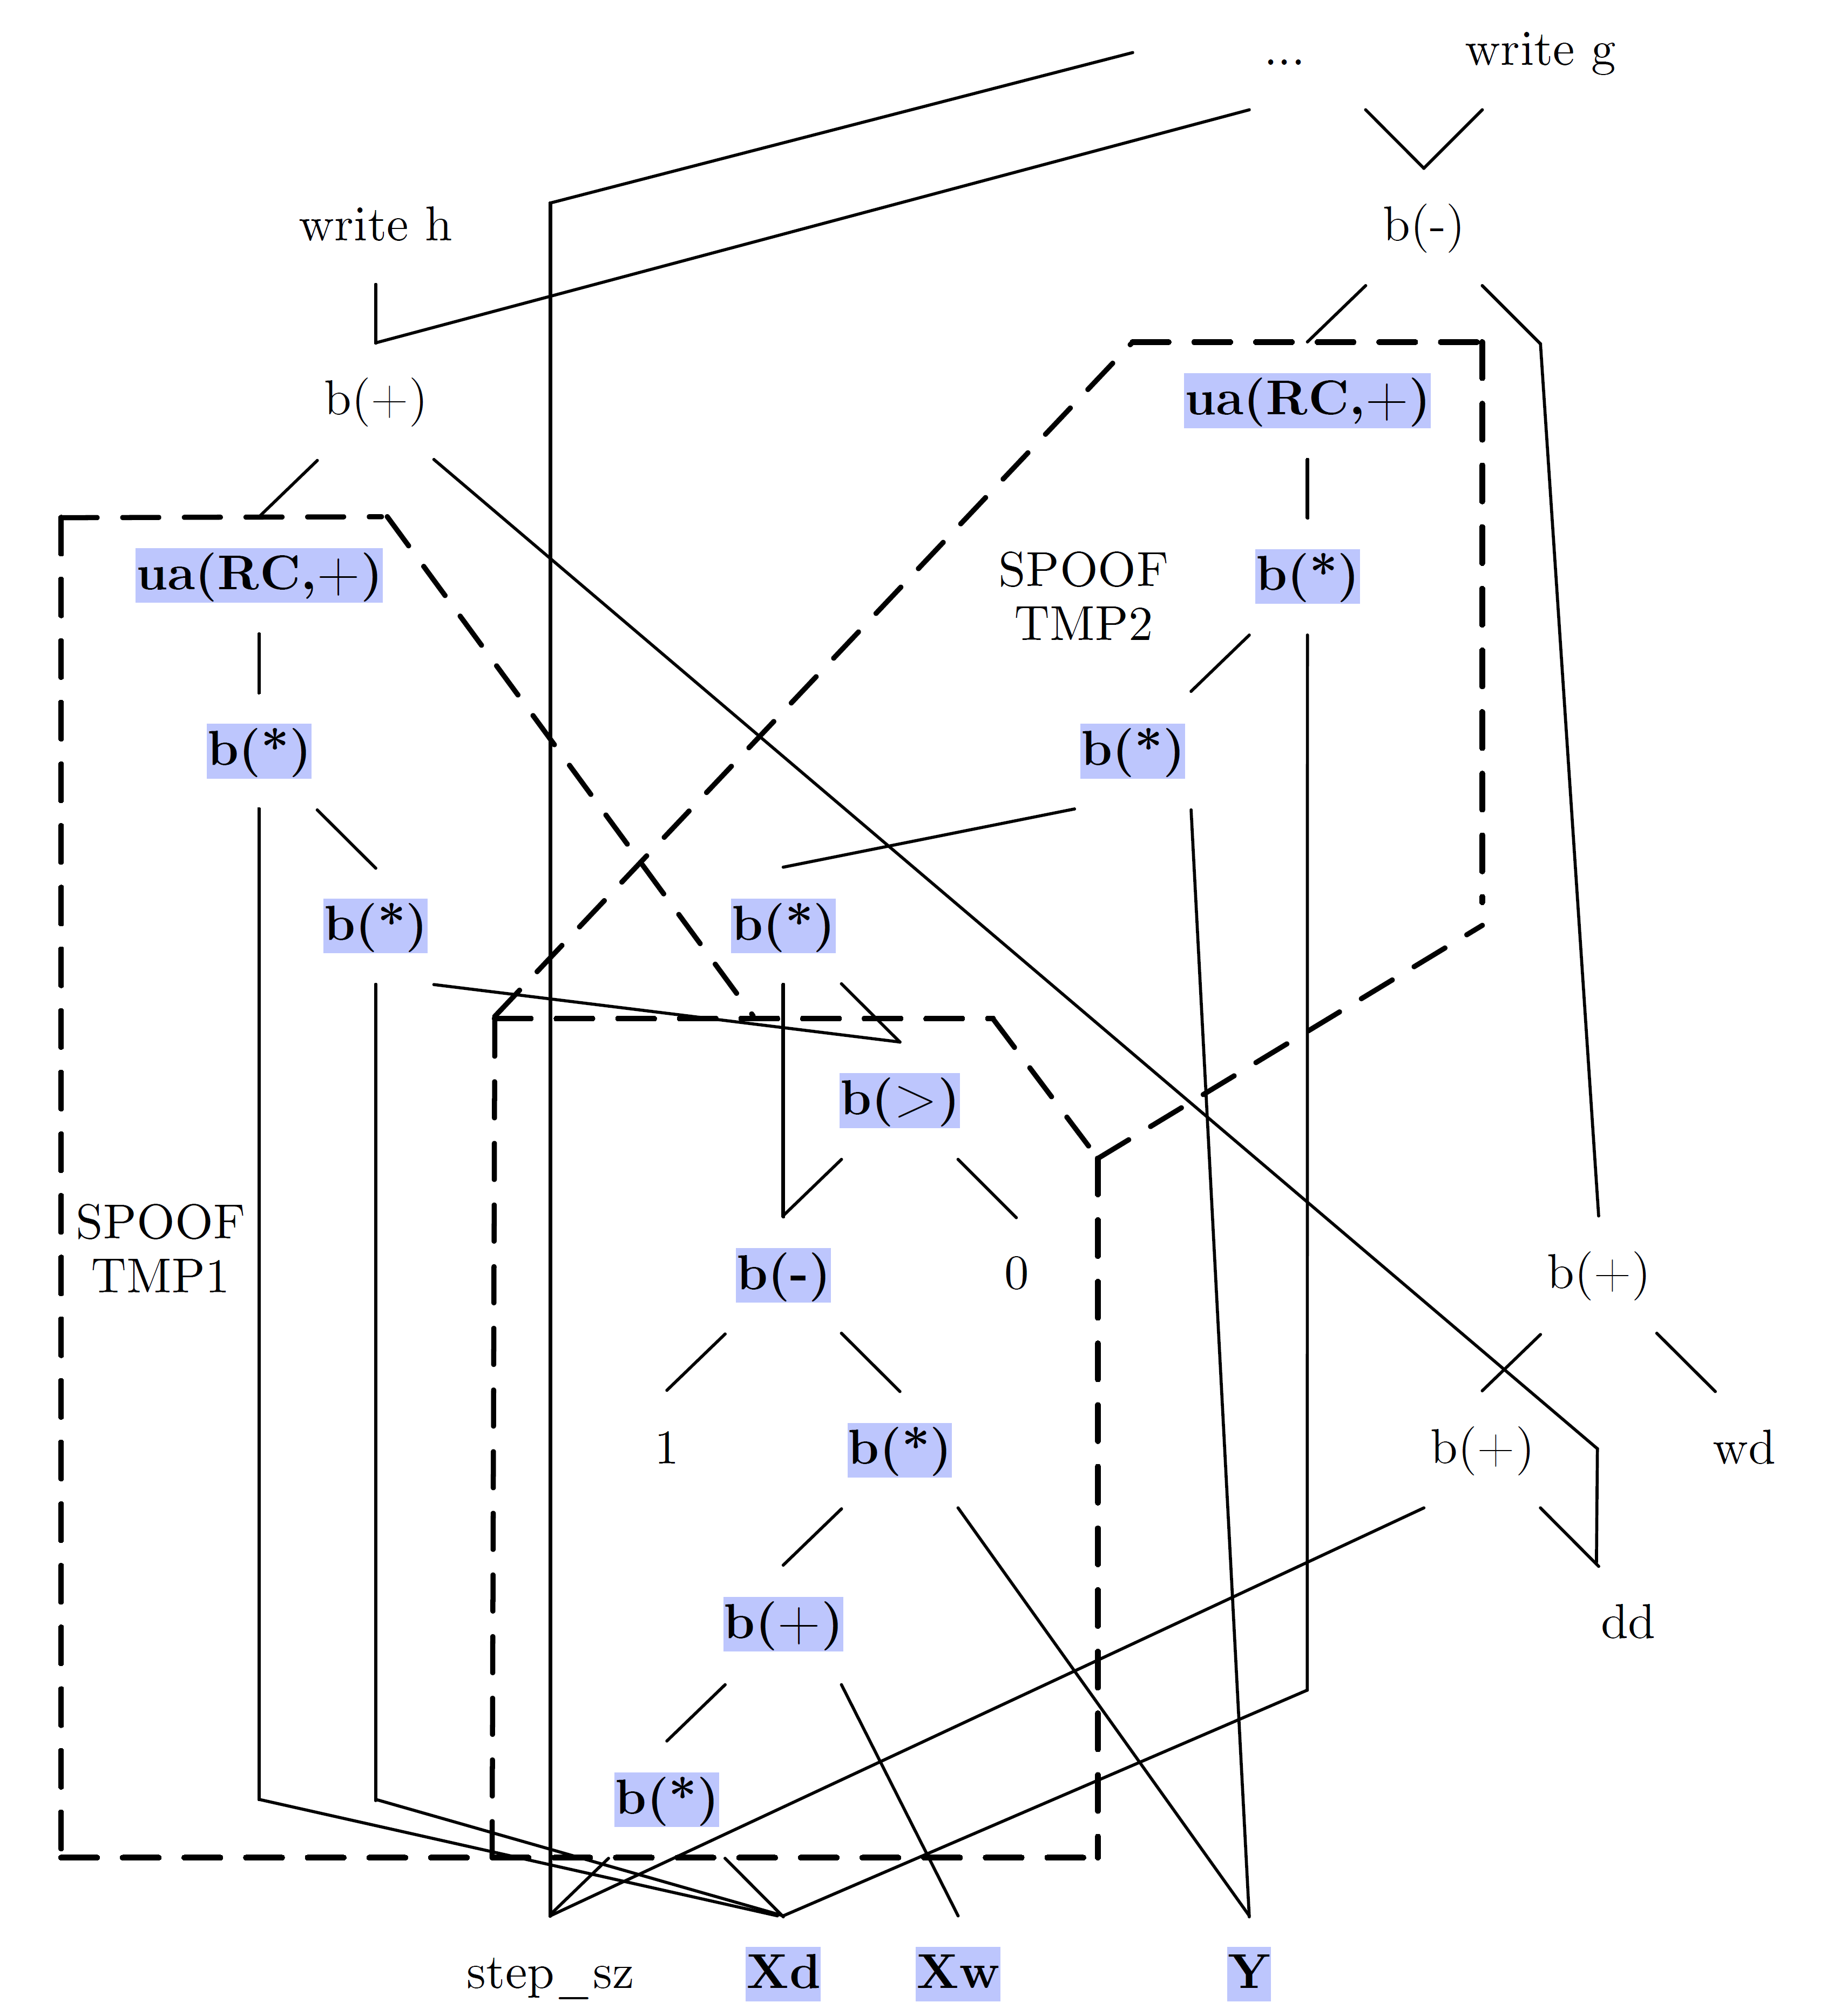 ... write g
write h b(-)
b(+) ua(RC,+)
ua(RC,+) SPOOF b(*)
TMP2
b(*) b(*)
b(*) b(*)
b(>)
SPOOF
TMP1 b(-) 0 b(+)
1 b(*) b(+) wd
b(+) dd
b(*)
step_sz Xd Xw Y